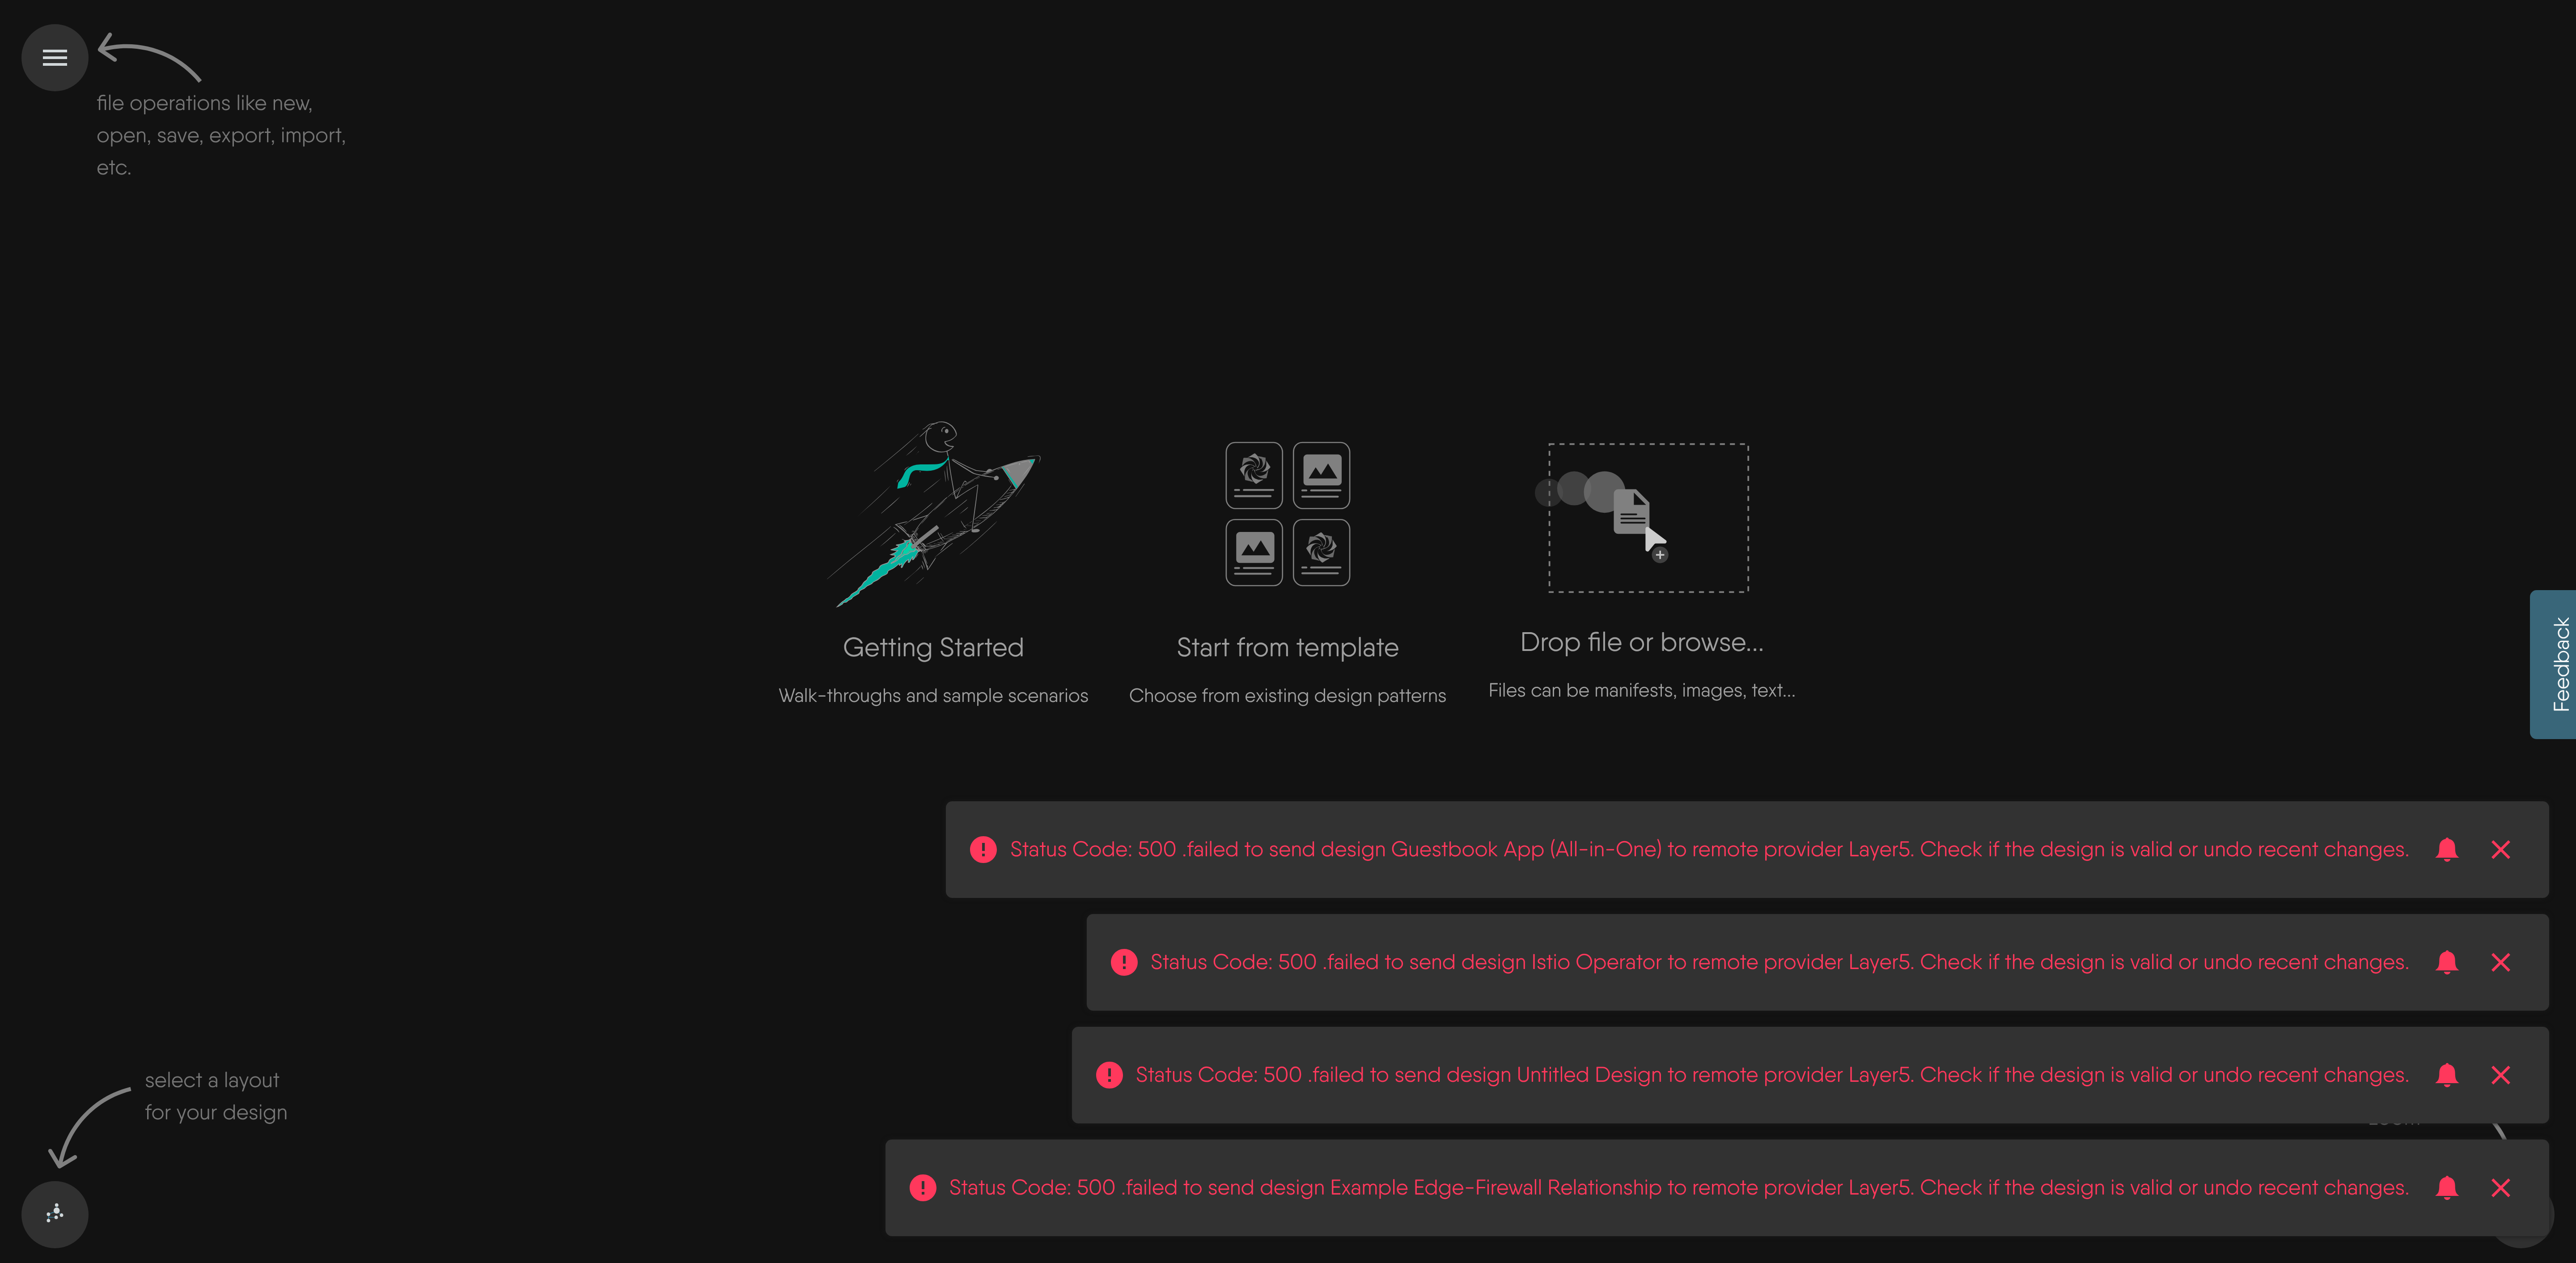 file operations like new,
open, save, export, import,
etc.
Getting Started
Walk-throughs and sample scenarios
Start from template
Choose from existing design patterns
Drop file or browse...
Files can be manifests, images, text...
Feedback
Status Code: 500 .failed to send design Guestbook App (All-in-One) to remote provider Layer5. Check if the design is valid or undo recent changes.
Status Code: 500 .failed to send design Istio Operator to remote provider Layer5. Check if the design is valid or undo recent changes.
Status Code: 500 .failed to send design Untitled Design to remote provider Layer5. Check if the design is valid or undo recent changes.
Status Code: 500 .failed to send design Example Edge-Firewall Relationship to remote provider Layer5. Check if the design is valid or undo recent changes.
select a layout
for your design